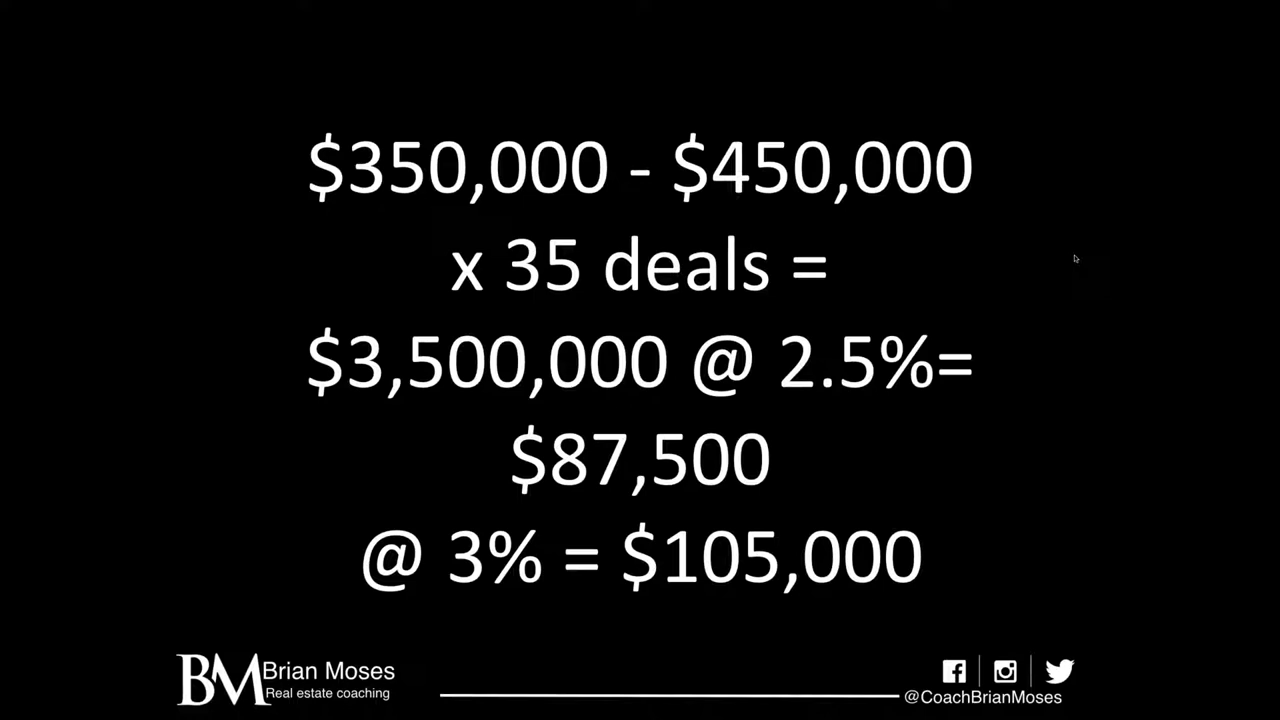 $350,000 - $450,000
x 35 deals =
$3,500,000 @ 2.5%=
$87,500
@ 3% = $105,000
BM Brian Moses
Real estate coaching
@CoachBrianMoses